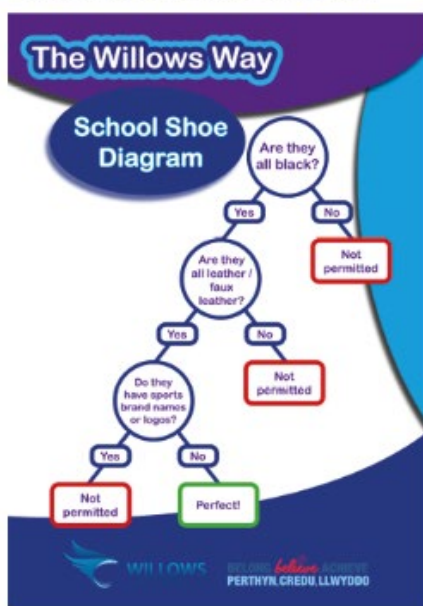 The Willows Way
School Shoe
Diagram
Are they
all black?
Yes
No
Not
permitted
Are they
all leather /
faux
leather?
Yes
No
Not
permitted
Do they
have sports
brand names
or logos?
Yes
No
Not
permitted
Perfect!
WILLOWS
BELONG believe ACHIEVE
PERTHYN, CREDU, LLWYDDO